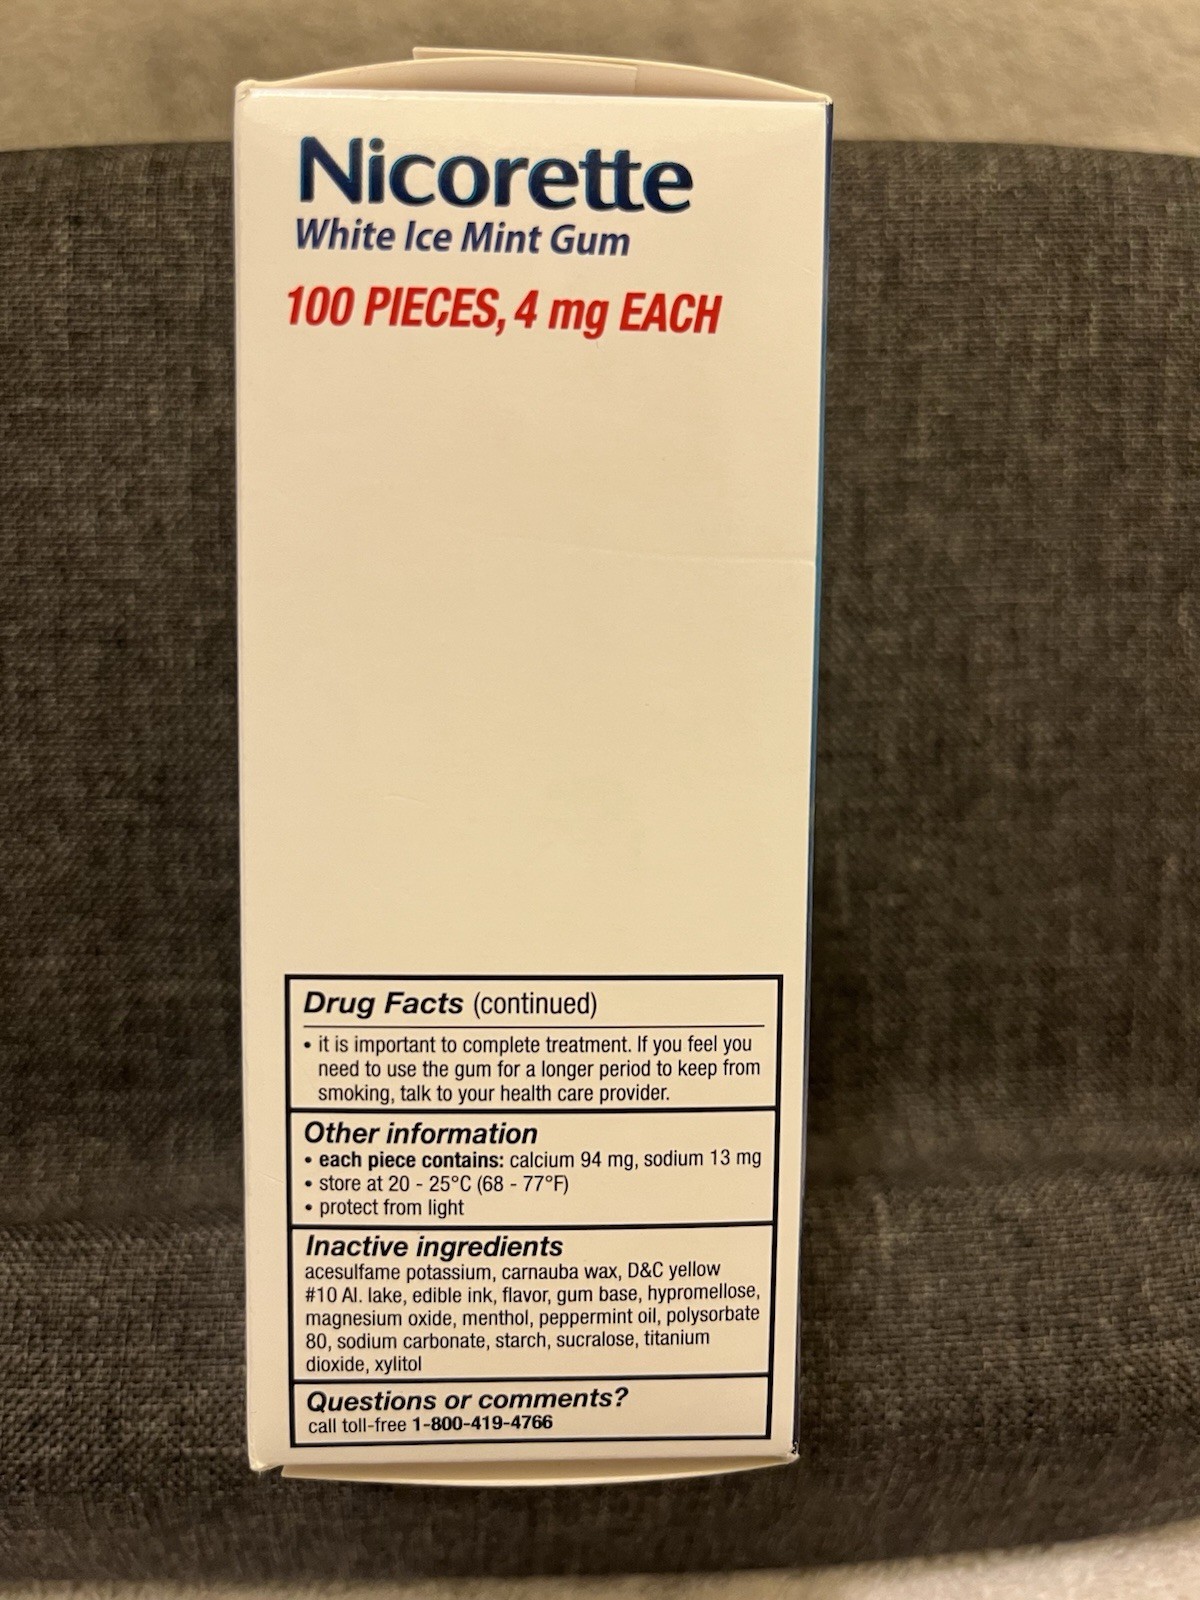 Nicorette
White Ice Mint Gum
100 PIECES, 4 mg EACH
Drug Facts (continued)
• it is important to complete treatment. If you feel you
need to use the gum for a longer period to keep from
smoking, talk to your health care provider.
Other information
• each piece contains: calcium 94 mg, sodium 13 mg
• store at 20 - 25°C (68 - 77°F)
• protect from light
Inactive ingredients
acesulfame potassium, carnauba wax, D&C yellow
#10 Al. lake, edible ink, flavor, gum base, hypromellose,
magnesium oxide, menthol, peppermint oil, polysorbate
80, sodium carbonate, starch, sucralose, titanium
dioxide, xylitol
Questions or comments?
call toll-free 1-800-419-4766